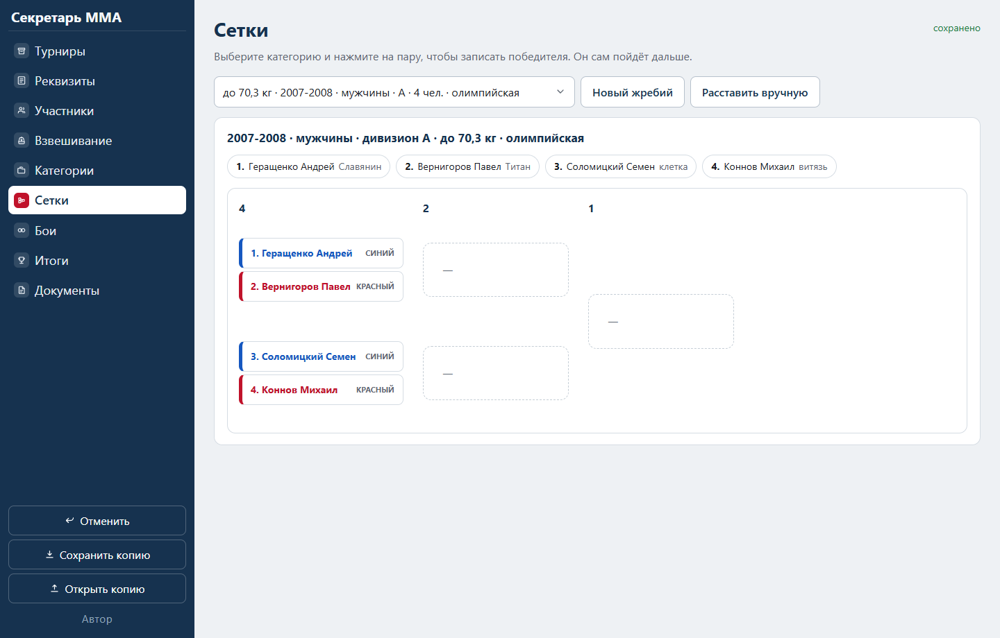 Секретарь ММА
Турниры
Реквизиты
Участники
Взвешивание
Категории
Сетки
Бои
Итоги
Документы
Отменить
Сохранить копию
Открыть копию
Автор
Сетки
сохранено
Выберите категорию и нажмите на пару, чтобы записать победителя. Он сам пойдёт дальше.
до 70,3 кг · 2007-2008 · мужчины · А · 4 чел. · олимпийская
Новый жребий
Расставить вручную
2007-2008 · мужчины · дивизион А · до 70,3 кг · олимпийская
1. Геращенко Андрей Славянин
2. Вернигоров Павел Титан
3. Соломицкий Семен клетка
4. Коннов Михаил витязь
4
2
1
1. Геращенко Андрей СИНИЙ
2. Вернигоров Павел КРАСНЫЙ
—
—
3. Соломицкий Семен СИНИЙ
4. Коннов Михаил КРАСНЫЙ
—